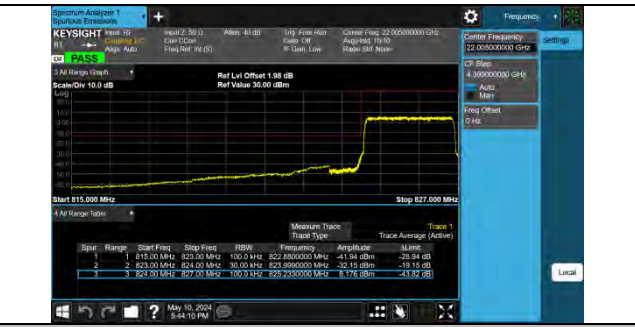 Spectrum Analyzer 1
Spurious Emissions
Frequency
KEYSIGHT Input: RF
Input Z: 50 Ω
Atten: 40 dB
Trig: Free Run
Center Freq: 22.005000000 GHz
Coupling: DC
Corr CCorr
Gate: Off
Avg|Hold: 10/10
Align: Auto
Freq Ref: Int (S)
IF Gain: Low
Radio Std: None
PASS
Center Frequency
22.005000000 GHz
Settings
CF Step
4.399000000 GHz
Auto
Man
Freq Offset
0 Hz
3 All Range Graph
Scale/Div 10.0 dB
Ref Lvl Offset 1.98 dB
Ref Value 30.00 dBm
Log
Start 815.000 MHz
Stop 827.000 MHz
4 All Range Table
Measure Trace
Trace 1
Trace Type
Trace Average (Active)
Spur Range Start Freq Stop Freq RBW Frequency Amplitude ΔLimit
1 1 815.00 MHz 823.00 MHz 100.0 kHz 822.8800000 MHz -41.94 dBm -28.94 dB
2 2 823.00 MHz 824.00 MHz 30.00 kHz 823.9990000 MHz -32.15 dBm -19.15 dB
3 3 824.00 MHz 827.00 MHz 100.0 kHz 825.2330000 MHz 6.176 dBm -43.82 dB
Local
May 10, 2024
5:44:10 PM